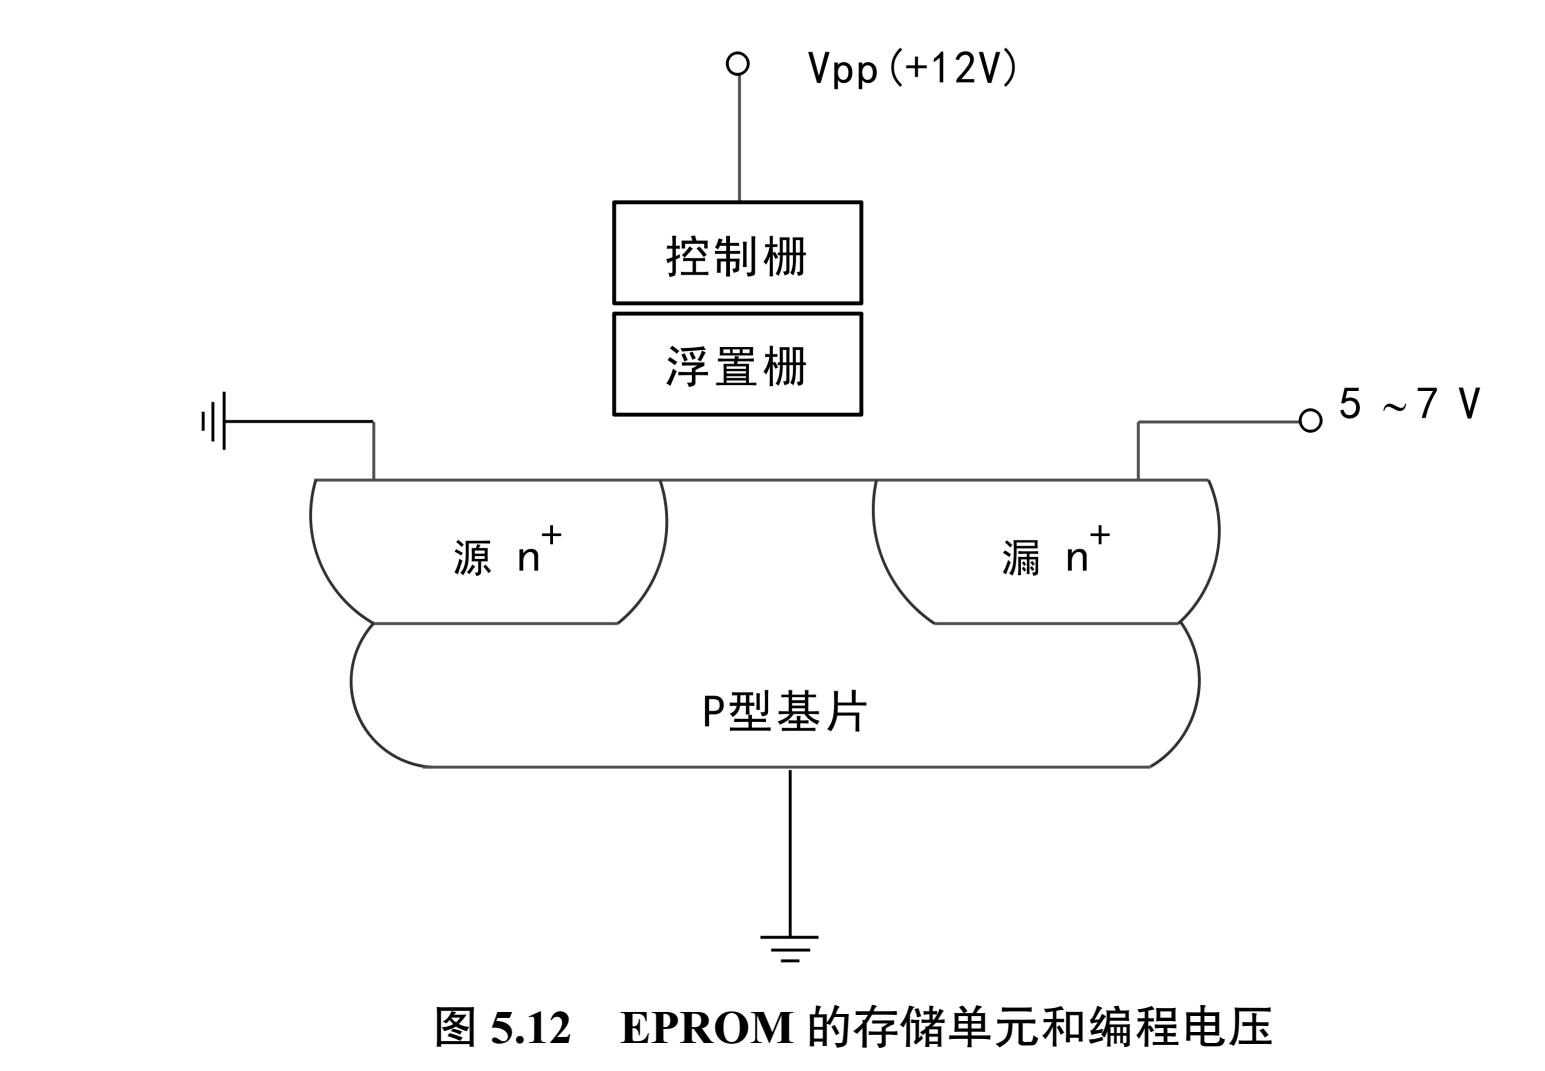 Vpp(+12V)
控制栅
浮置栅
5 ~7 V
源 n+
漏 n+
P型基片
图 5.12 EPROM 的存储单元和编程电压